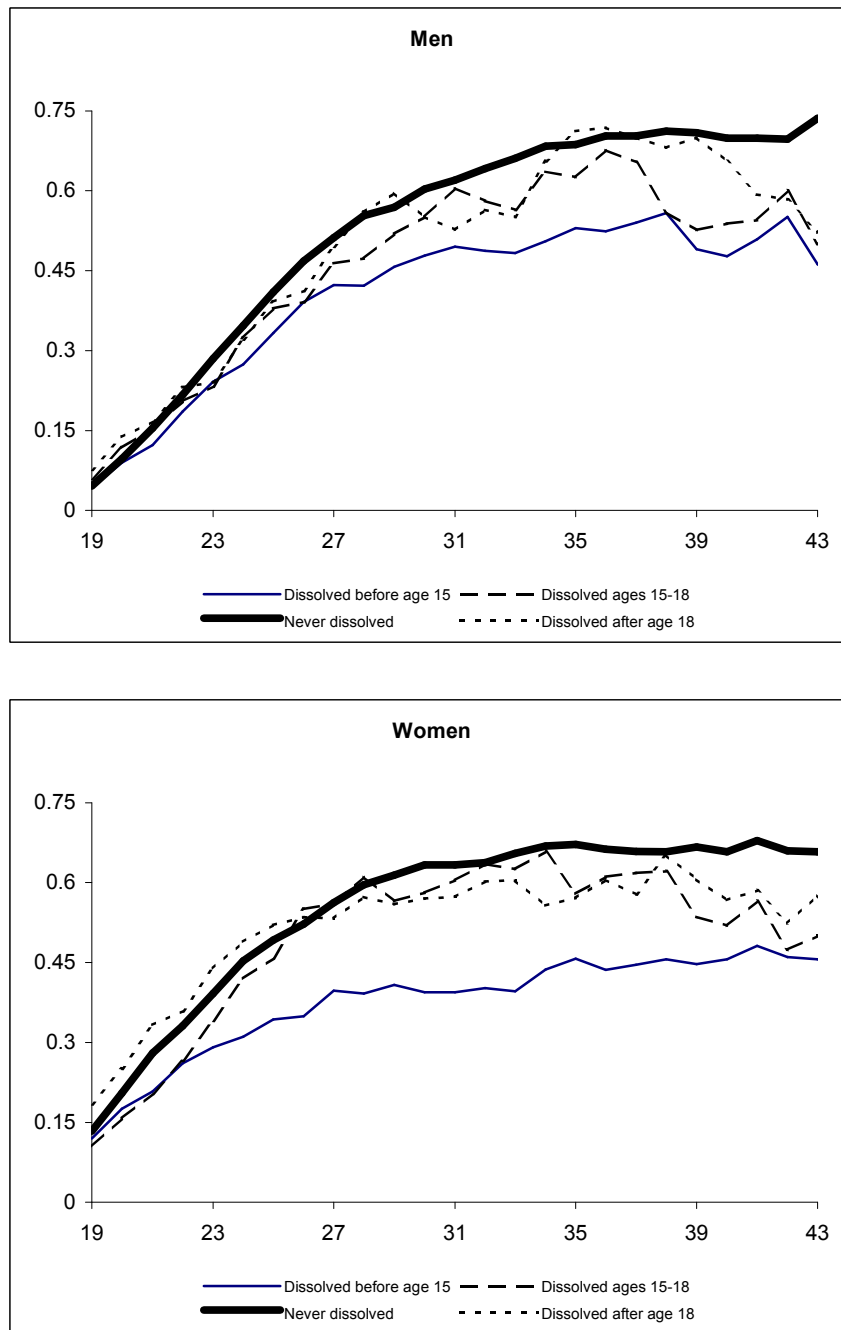 Men
0.75
0.6
0.45
0.3
0.15
0
19 23 27 31 35 39 43
Dissolved before age 15 Dissolved ages 15-18
Never dissolved Dissolved after age 18
Women
0.75
0.6
0.45
0.3
0.15
0
19 23 27 31 35 39 43
Dissolved before age 15 Dissolved ages 15-18
Never dissolved Dissolved after age 18